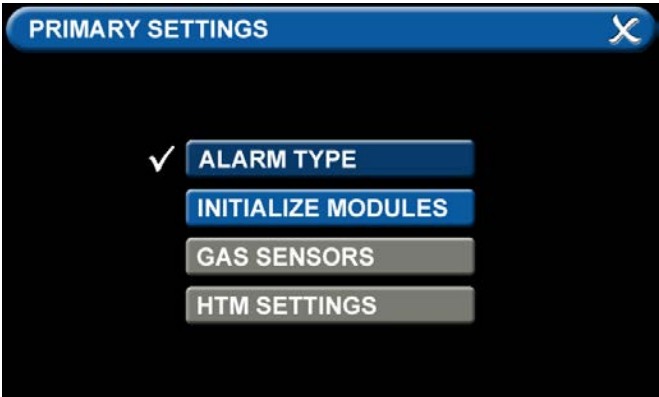 PRIMARY SETTINGS
ALARM TYPE
INITIALIZE MODULES
GAS SENSORS
HTM SETTINGS